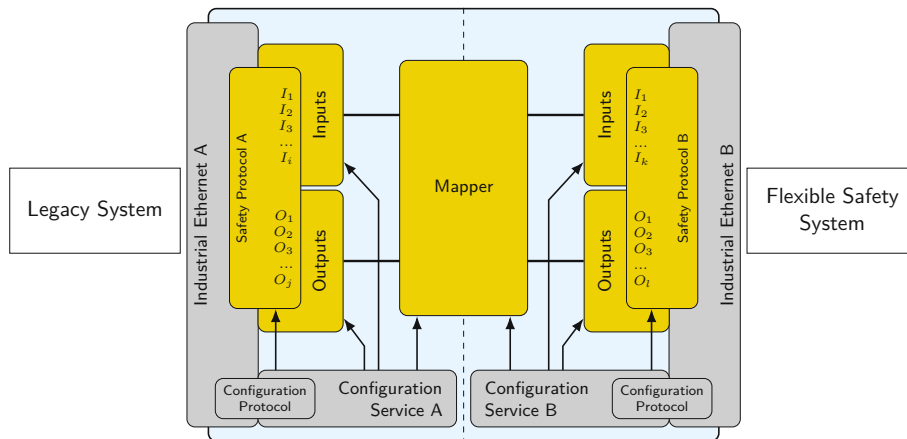 Legacy System
Industrial Ethernet A
Safety Protocol A
I1
I2
I3
...
Ii
O1
O2
O3
...
Oj
Inputs
Outputs
Mapper
Inputs
Outputs
I1
I2
I3
...
Ik
O1
O2
O3
...
Ol
Safety Protocol B
Industrial Ethernet B
Flexible Safety
System
Configuration
Protocol
Configuration
Service A
Configuration
Service B
Configuration
Protocol